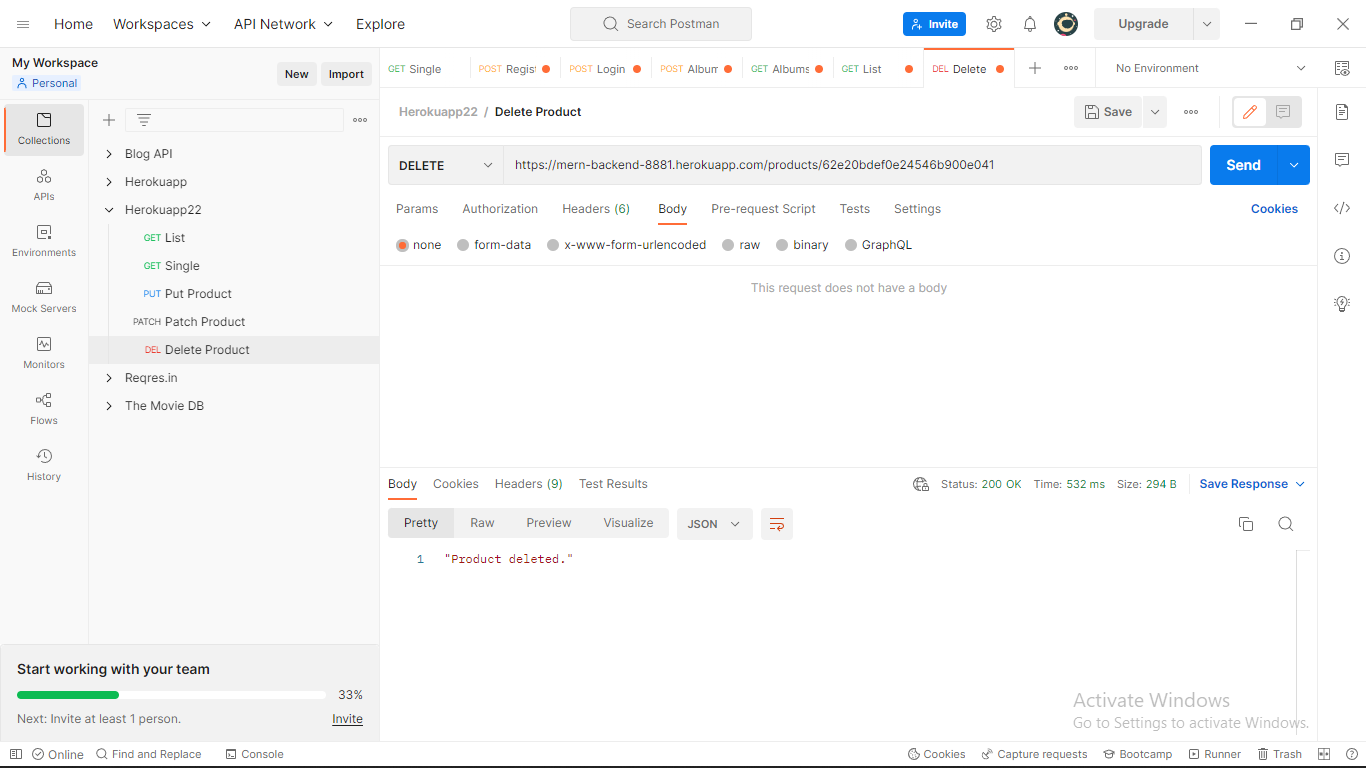 Home Workspaces API Network Explore Search Postman Invite Upgrade
My Workspace
Personal
New Import
GET Single POST Regist POST Login POST Album GET Albums GET List DEL Delete No Environment
Herokuapp22 / Delete Product Save
Collections
APIs
Environments
Mock Servers
Monitors
Flows
History
Blog API
Herokuapp
Herokuapp22
GET List
GET Single
PUT Put Product
PATCH Patch Product
DEL Delete Product
Reqres.in
The Movie DB
DELETE https://mern-backend-8881.herokuapp.com/products/62e20bdef0e24546b900e041 Send
Params Authorization Headers (6) Body Pre-request Script Tests Settings Cookies
none form-data x-www-form-urlencoded raw binary GraphQL
This request does not have a body
Body Cookies Headers (9) Test Results Status: 200 OK Time: 532 ms Size: 294 B Save Response
Pretty Raw Preview Visualize JSON
1 "Product deleted."
Start working with your team
33%
Next: Invite at least 1 person. Invite
Activate Windows
Go to Settings to activate Windows.
Online Find and Replace Console Cookies Capture requests Bootcamp Runner Trash